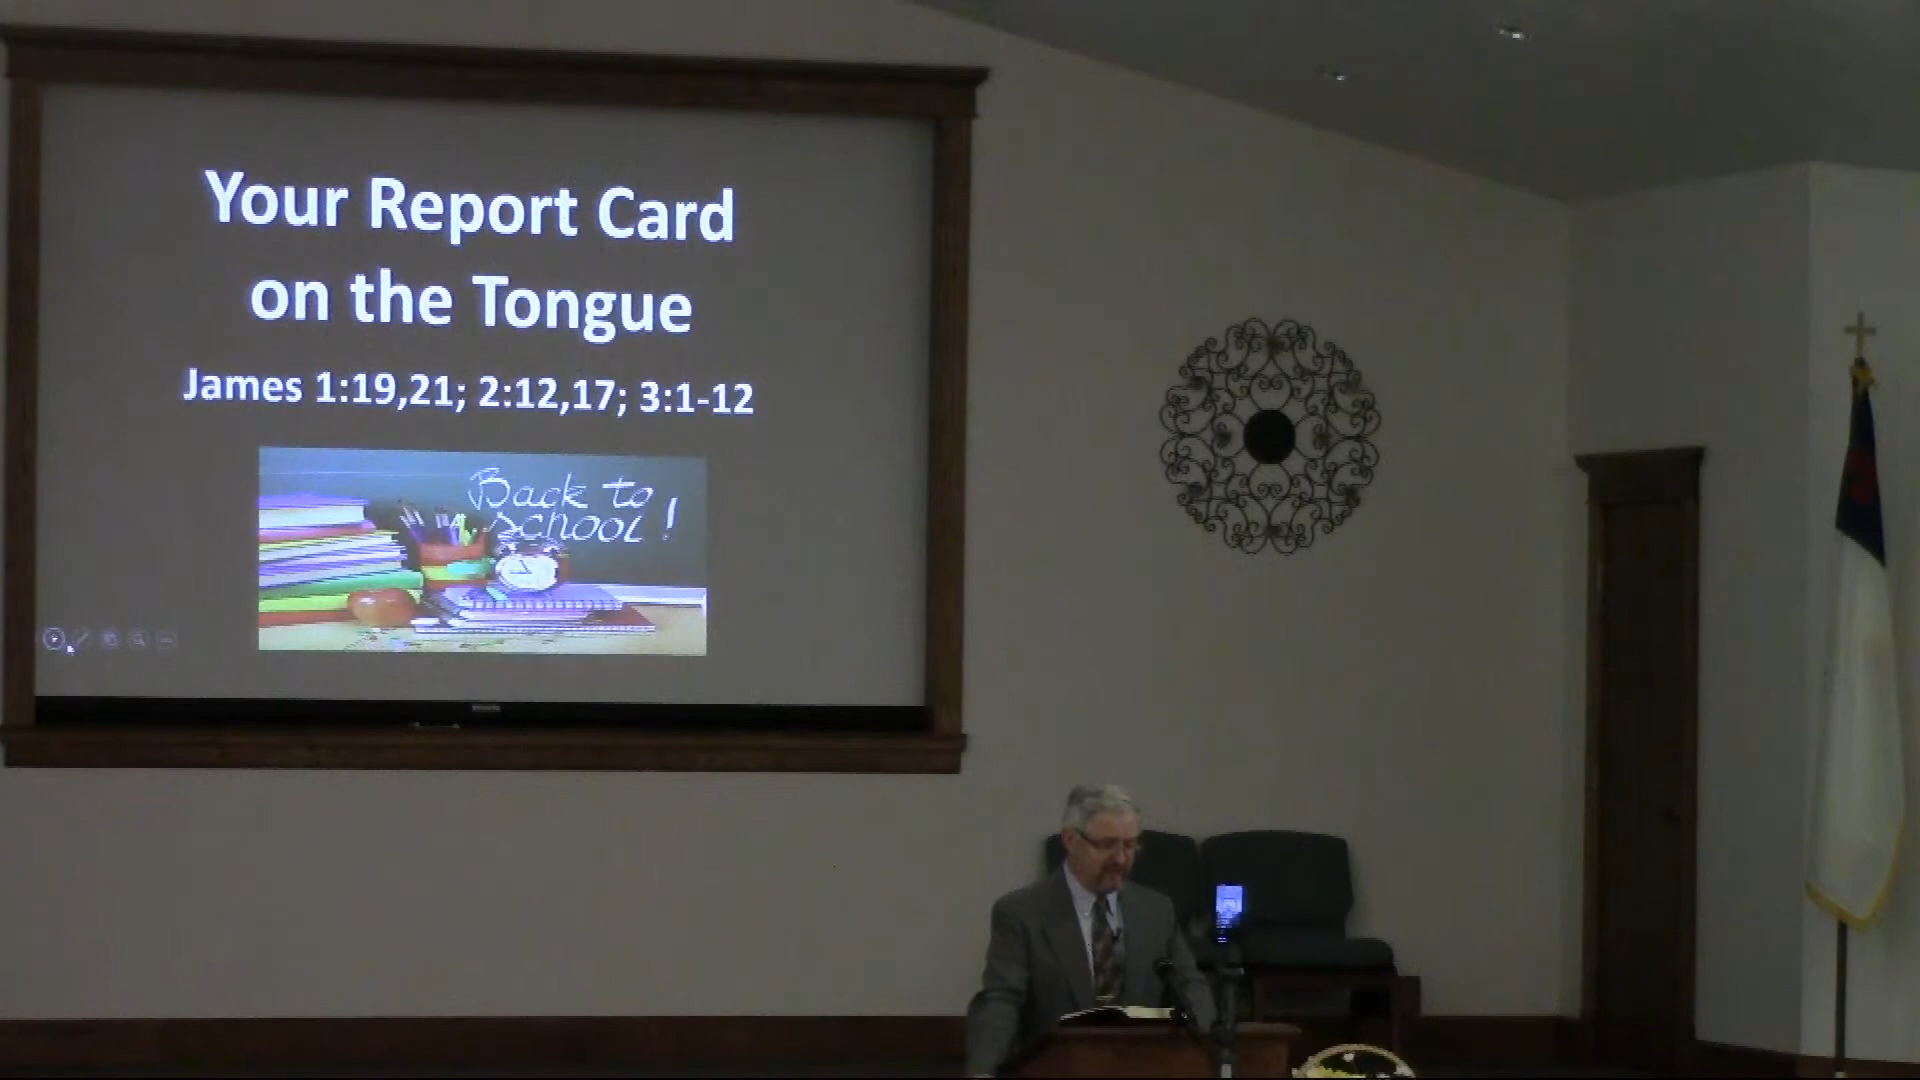 Your Report Card
on the Tongue
James 1:19,21; 2:12,17; 3:1-12
Back to
school!